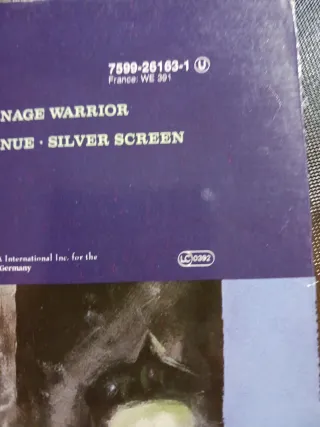 7599-26163-1 U
France: WE 391
NAGE WARRIOR
NUE · SILVER SCREEN
International Inc. for the
Germany
LC 0392